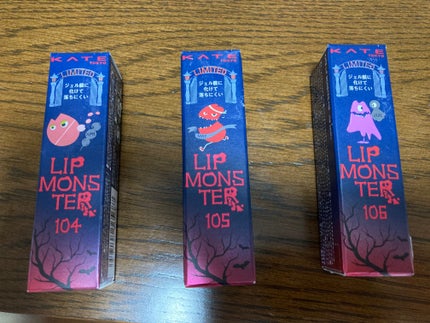 KATE
TOKYO
LIMITED
ジェル膜に
化けて
落ちにくい
LIP
MONS
TER
104
KATE
TOKYO
LIMITED
ジェル膜に
化けて
落ちにくい
LIP
MONS
TER
105
KATE
TOKYO
LIMITED
ジェル膜に
化けて
落ちにくい
LIP
MONS
TER
106